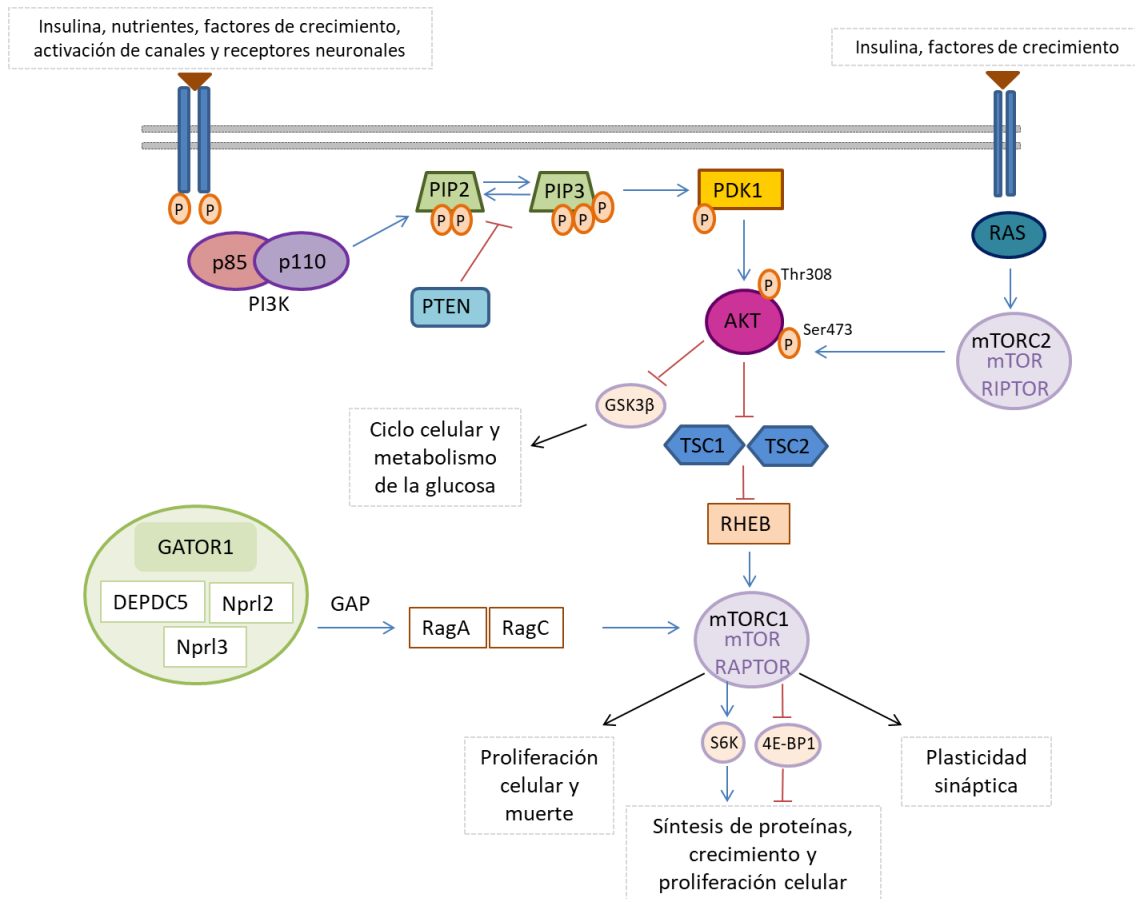 Insulina, nutrientes, factores de crecimiento,
activación de canales y receptores neuronales
Insulina, factores de crecimiento
P
P
p85
p110
PI3K
PIP2
P
P
PIP3
P
P
P
PDK1
P
PTEN
RAS
AKT
P
Thr308
P
Ser473
mTORC2
mTOR
RIPTOR
GSK3β
Ciclo celular y
metabolismo
de la glucosa
TSC1
TSC2
RHEB
GATOR1
DEPDC5
Nprl2
Nprl3
GAP
RagA
RagC
mTORC1
mTOR
RAPTOR
S6K
4E-BP1
Proliferación
celular y
muerte
Plasticidad
sináptica
Síntesis de proteínas,
crecimiento y
proliferación celular